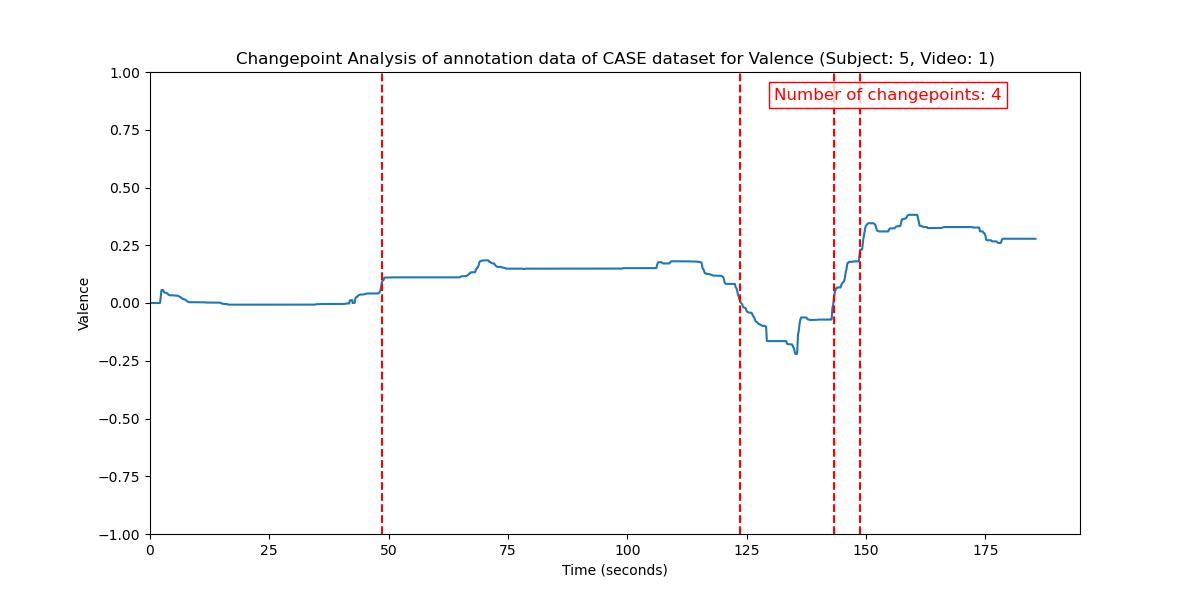 Changepoint Analysis of annotation data of CASE dataset for Valence (Subject: 5, Video: 1)
Number of changepoints: 4
1.00
0.75
0.50
0.25
0.00
−0.25
−0.50
−0.75
−1.00
Valence
0 25 50 75 100 125 150 175
Time (seconds)